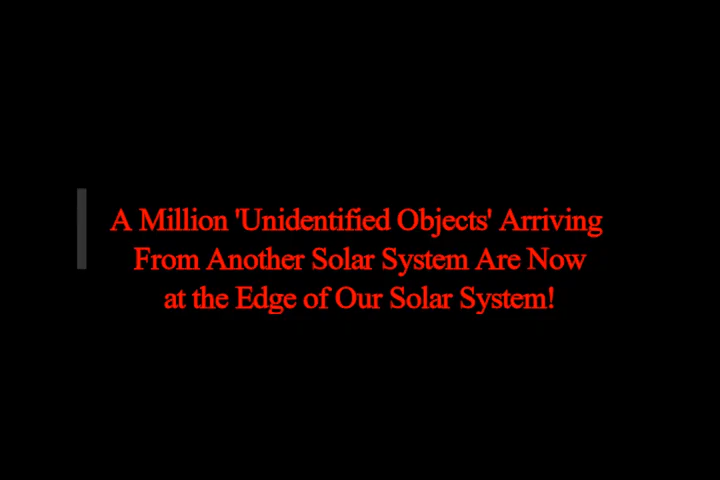 A Million 'Unidentified Objects' Arriving
From Another Solar System Are Now
at the Edge of Our Solar System!